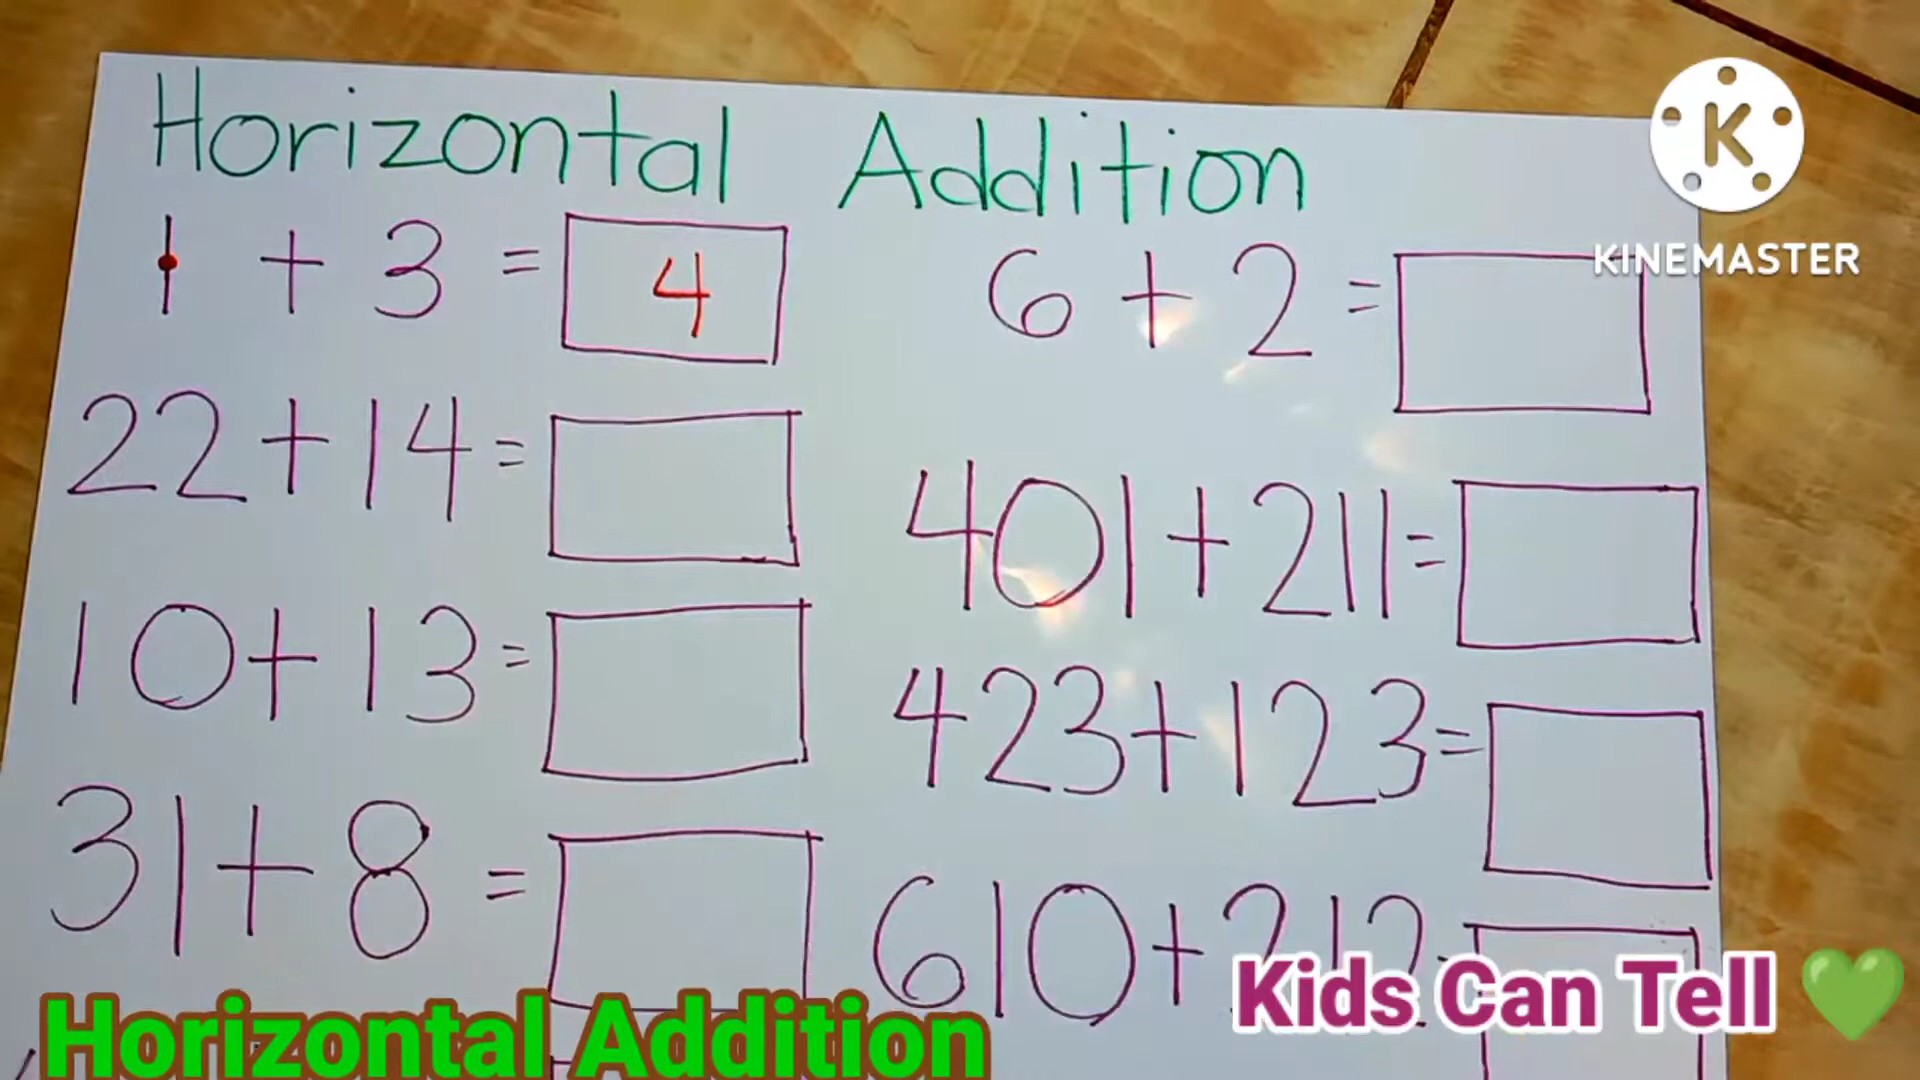 Horizontal Addition
1 + 3 = 4
22+14=
10+13=
31+8 =
6 + 2 =
401+211=
423+123=
610+212
K
KINEMASTER
Kids Can Tell
Horizontal Addition